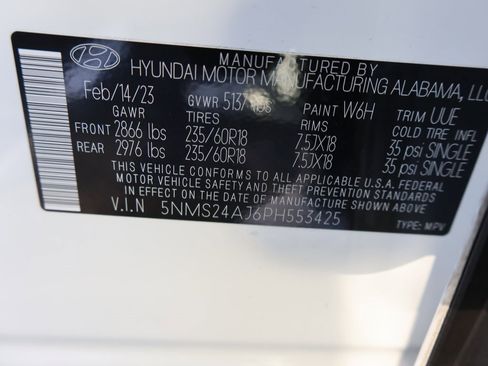 MANUFACTURED BY
HYUNDAI MOTOR MANUFACTURING ALABAMA, LLC
Feb/14/23 GVWR 5137 lbs PAINT W6H TRIM UUE
GAWR TIRES RIMS COLD TIRE INFL
FRONT 2866 lbs 235/60R18 7.5JX18 35 psi SINGLE
REAR 2976 lbs 235/60R18 7.5JX18 35 psi SINGLE
THIS VEHICLE CONFORMS TO ALL APPLICABLE U.S.A. FEDERAL
MOTOR VEHICLE SAFETY AND THEFT PREVENTION STANDARDS
IN EFFECT ON THE DATE OF MANUFACTURE SHOWN ABOVE
V.I.N 5NMS24AJ6PH553425 TYPE: MPV